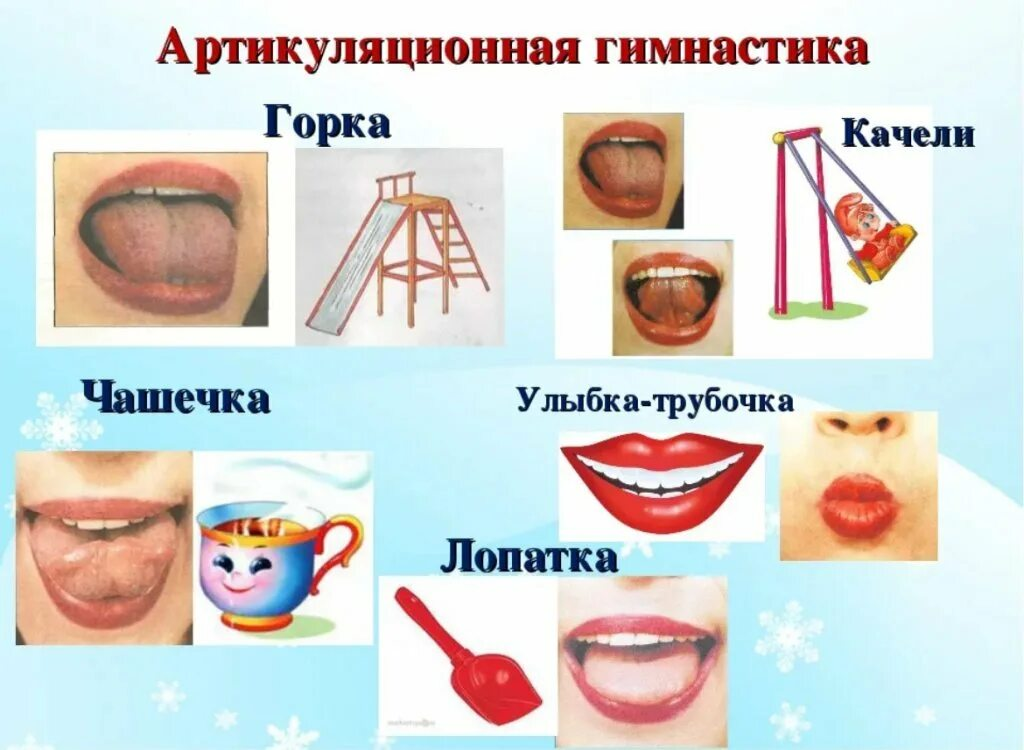 Артикуляционная гимнастика
Горка
Качели
Чашечка
Улыбка-трубочка
Лопатка